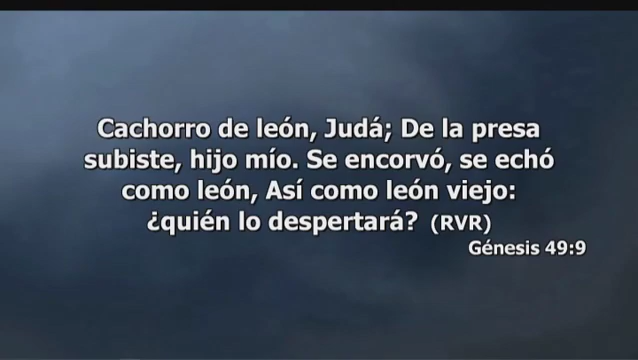 Cachorro de león, Judá; De la presa
subiste, hijo mío. Se encorvó, se echó
como león, Así como león viejo:
¿quién lo despertará? (RVR)
Génesis 49:9